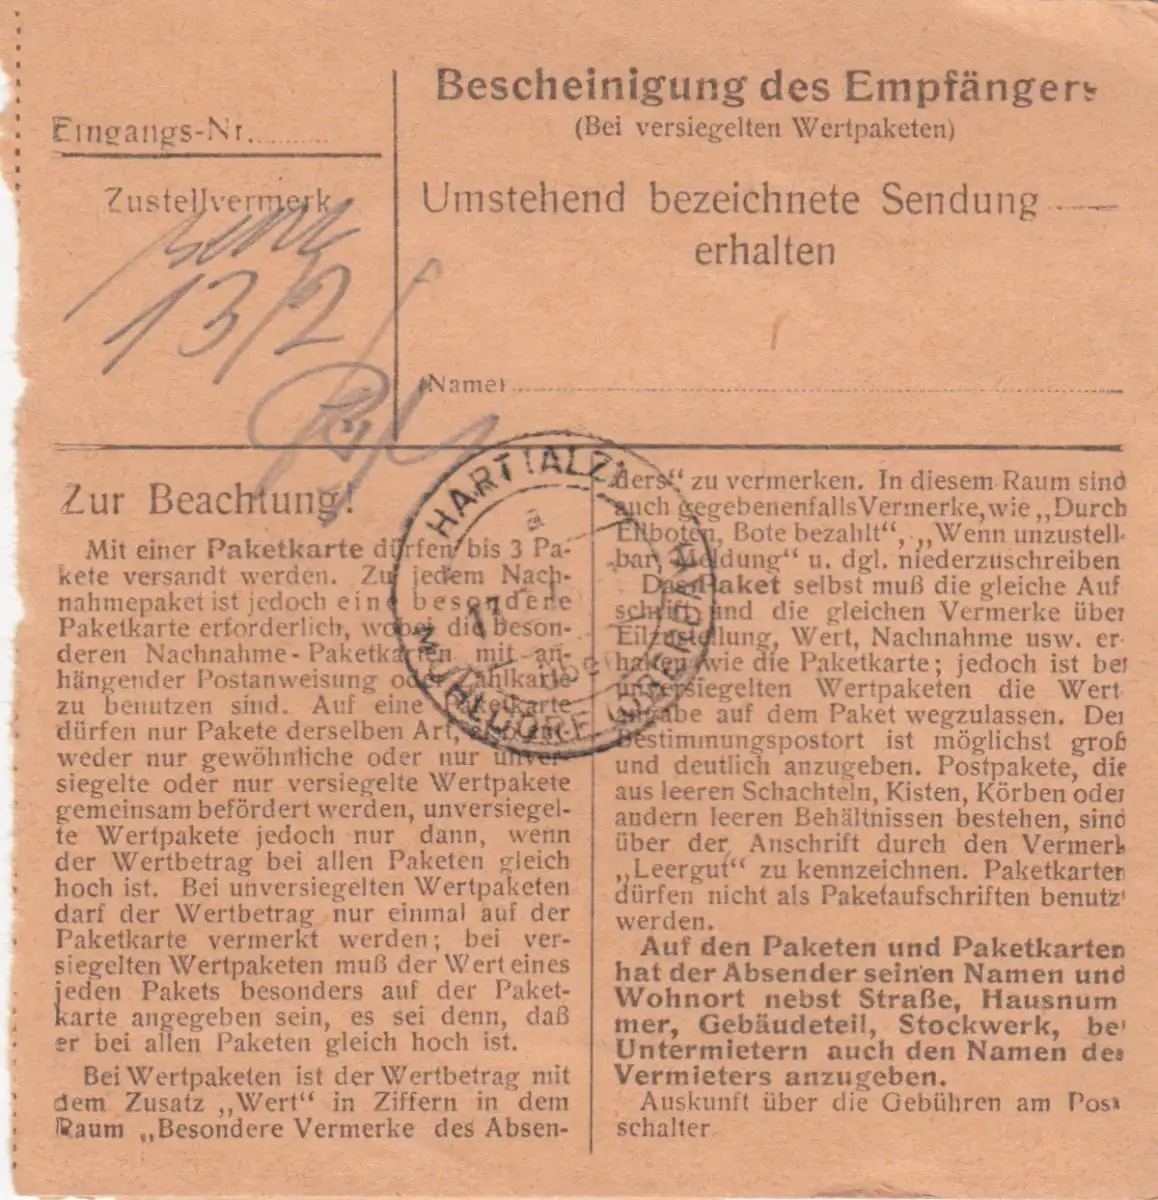 Eingangs-Nr.
Zustellvermerk
13/2
Bescheinigung des Empfängers
(Bei versiegelten Wertpaketen)
Umstehend bezeichnete Sendung
erhalten
(Name)
Zur Beachtung!
Mit einer Paketkarte dürfen bis 3 Pa-
kete versandt werden. Zu jedem Nach-
nahmepaket ist jedoch eine besondere
Paketkarte erforderlich, wobei die beson-
deren Nachnahme-Paketkarten mit an-
hängender Postanweisung oder Zahlkarte
zu benutzen sind. Auf eine Paketkarte
dürfen nur Pakete derselben Art,
weder nur gewöhnliche oder nur unver-
siegelte oder nur versiegelte Wertpakete
gemeinsam befördert werden, unversiegel-
te Wertpakete jedoch nur dann, wenn
der Wertbetrag bei allen Paketen gleich
hoch ist. Bei unversiegelten Wertpaketen
darf der Wertbetrag nur einmal auf der
Paketkarte vermerkt werden; bei ver-
siegelten Wertpaketen muß der Wert eines
jeden Pakets besonders auf der Paket-
karte angegeben sein, es sei denn, daß
er bei allen Paketen gleich hoch ist.
Bei Wertpaketen ist der Wertbetrag mit
dem Zusatz „Wert“ in Ziffern in dem
Raum „Besondere Vermerke des Absen-
ders“ zu vermerken. In diesem Raum sind
auch gegebenenfalls Vermerke, wie „Durch
Eilboten, Bote bezahlt“, „Wenn unzustell-
bar, Meldung“ u. dgl. niederzuschreiben
Das Paket selbst muß die gleiche Auf
schrift und die gleichen Vermerke über
Eilzustellung, Wert, Nachnahme usw. er-
halten wie die Paketkarte; jedoch ist bei
unversiegelten Wertpaketen die Wert
angabe auf dem Paket wegzulassen. Der
Bestimmungspostort ist möglichst groß
und deutlich anzugeben. Postpakete, die
aus leeren Schachteln, Kisten, Körben oder
andern leeren Behältnissen bestehen, sind
über der Anschrift durch den Vermerk
„Leergut“ zu kennzeichnen. Paketkarten
dürfen nicht als Paketaufschriften benutzt
werden.
Auf den Paketen und Paketkarten
hat der Absender seinen Namen und
Wohnort nebst Straße, Hausnum
mer, Gebäudeteil, Stockwerk, bei
Untermietern auch den Namen des
Vermieters anzugeben.
Auskunft über die Gebühren am Post
schalter.
HART (ALZ)
a
MÜHLDORF (OBERBAY)